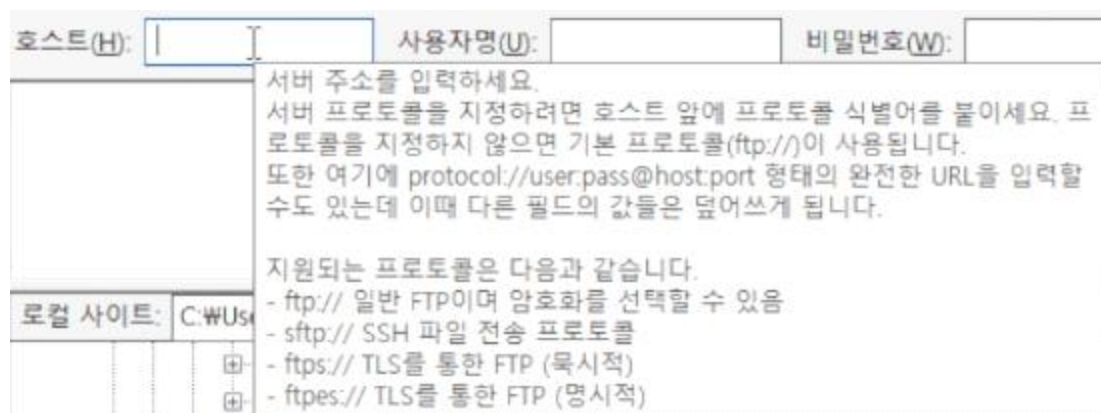 호스트(H): 사용자명(U): 비밀번호(W):
서버 주소를 입력하세요.
서버 프로토콜을 지정하려면 호스트 앞에 프로토콜 식별어를 붙이세요. 프
로토콜을 지정하지 않으면 기본 프로토콜(ftp://)이 사용됩니다.
또한 여기에 protocol://user:pass@host:port 형태의 완전한 URL을 입력할
수도 있는데 이때 다른 필드의 값들은 덮어쓰게 됩니다.
지원되는 프로토콜은 다음과 같습니다.
- ftp:// 일반 FTP이며 암호화를 선택할 수 있음
로컬 사이트: C:₩Use
- sftp:// SSH 파일 전송 프로토콜
- ftps:// TLS를 통한 FTP (묵시적)
- ftpes:// TLS를 통한 FTP (명시적)